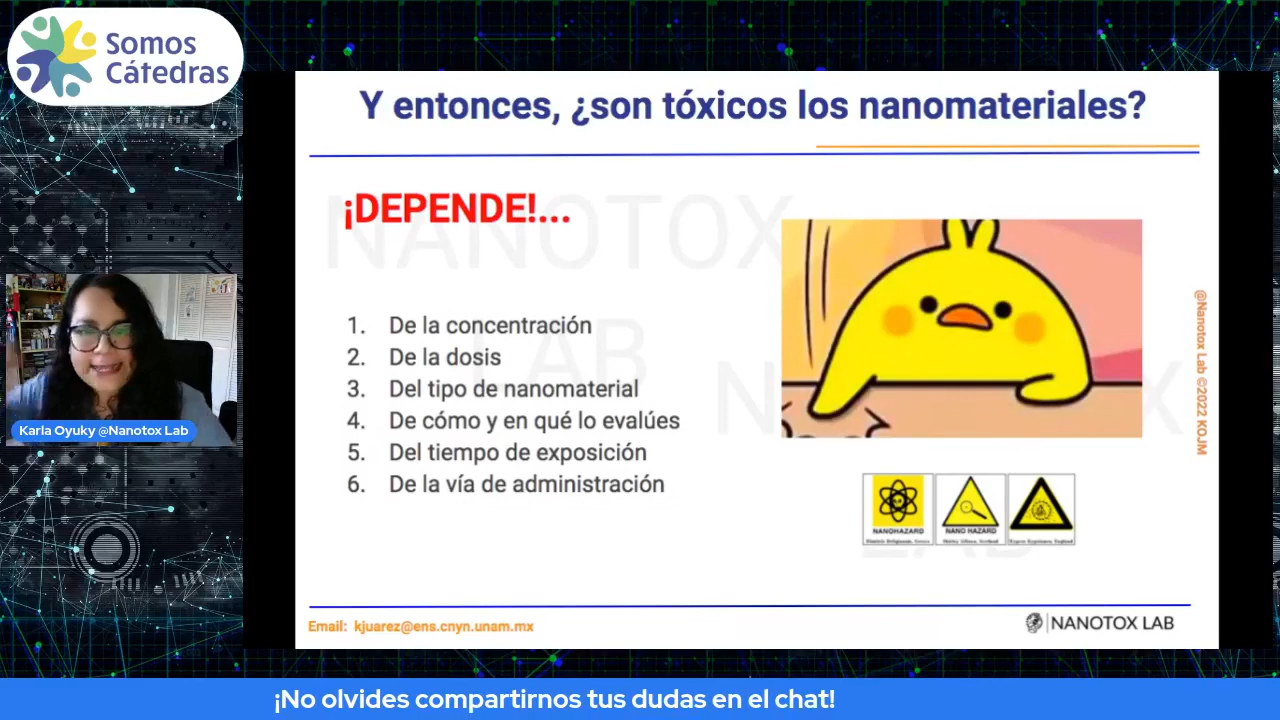 Somos
Cátedras
Y entonces, ¿son tóxicos los nanomateriales?
¡DEPENDE!...
NANOTOX
LAB
1. De la concentración
2. De la dosis
3. Del tipo de nanomaterial
4. De cómo y en qué lo evalúes
5. Del tiempo de exposición
6. De la vía de administración
@Nanotox Lab ©2022 KOJM
Karla Oyuky @Nanotox Lab
NANOHAZARD
NANO HAZARD
Email: kjuarez@ens.cnyn.unam.mx
NANOTOX LAB
¡No olvides compartirnos tus dudas en el chat!